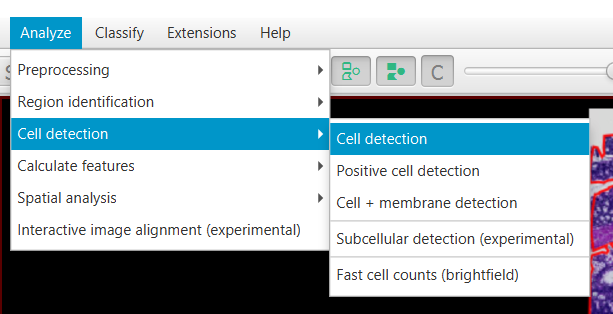 Analyze Classify Extensions Help
Preprocessing
C
Region identification
Cell detection
Cell detection
Calculate features
Positive cell detection
Spatial analysis
Cell + membrane detection
Interactive image alignment (experimental)
Subcellular detection (experimental)
Fast cell counts (brightfield)